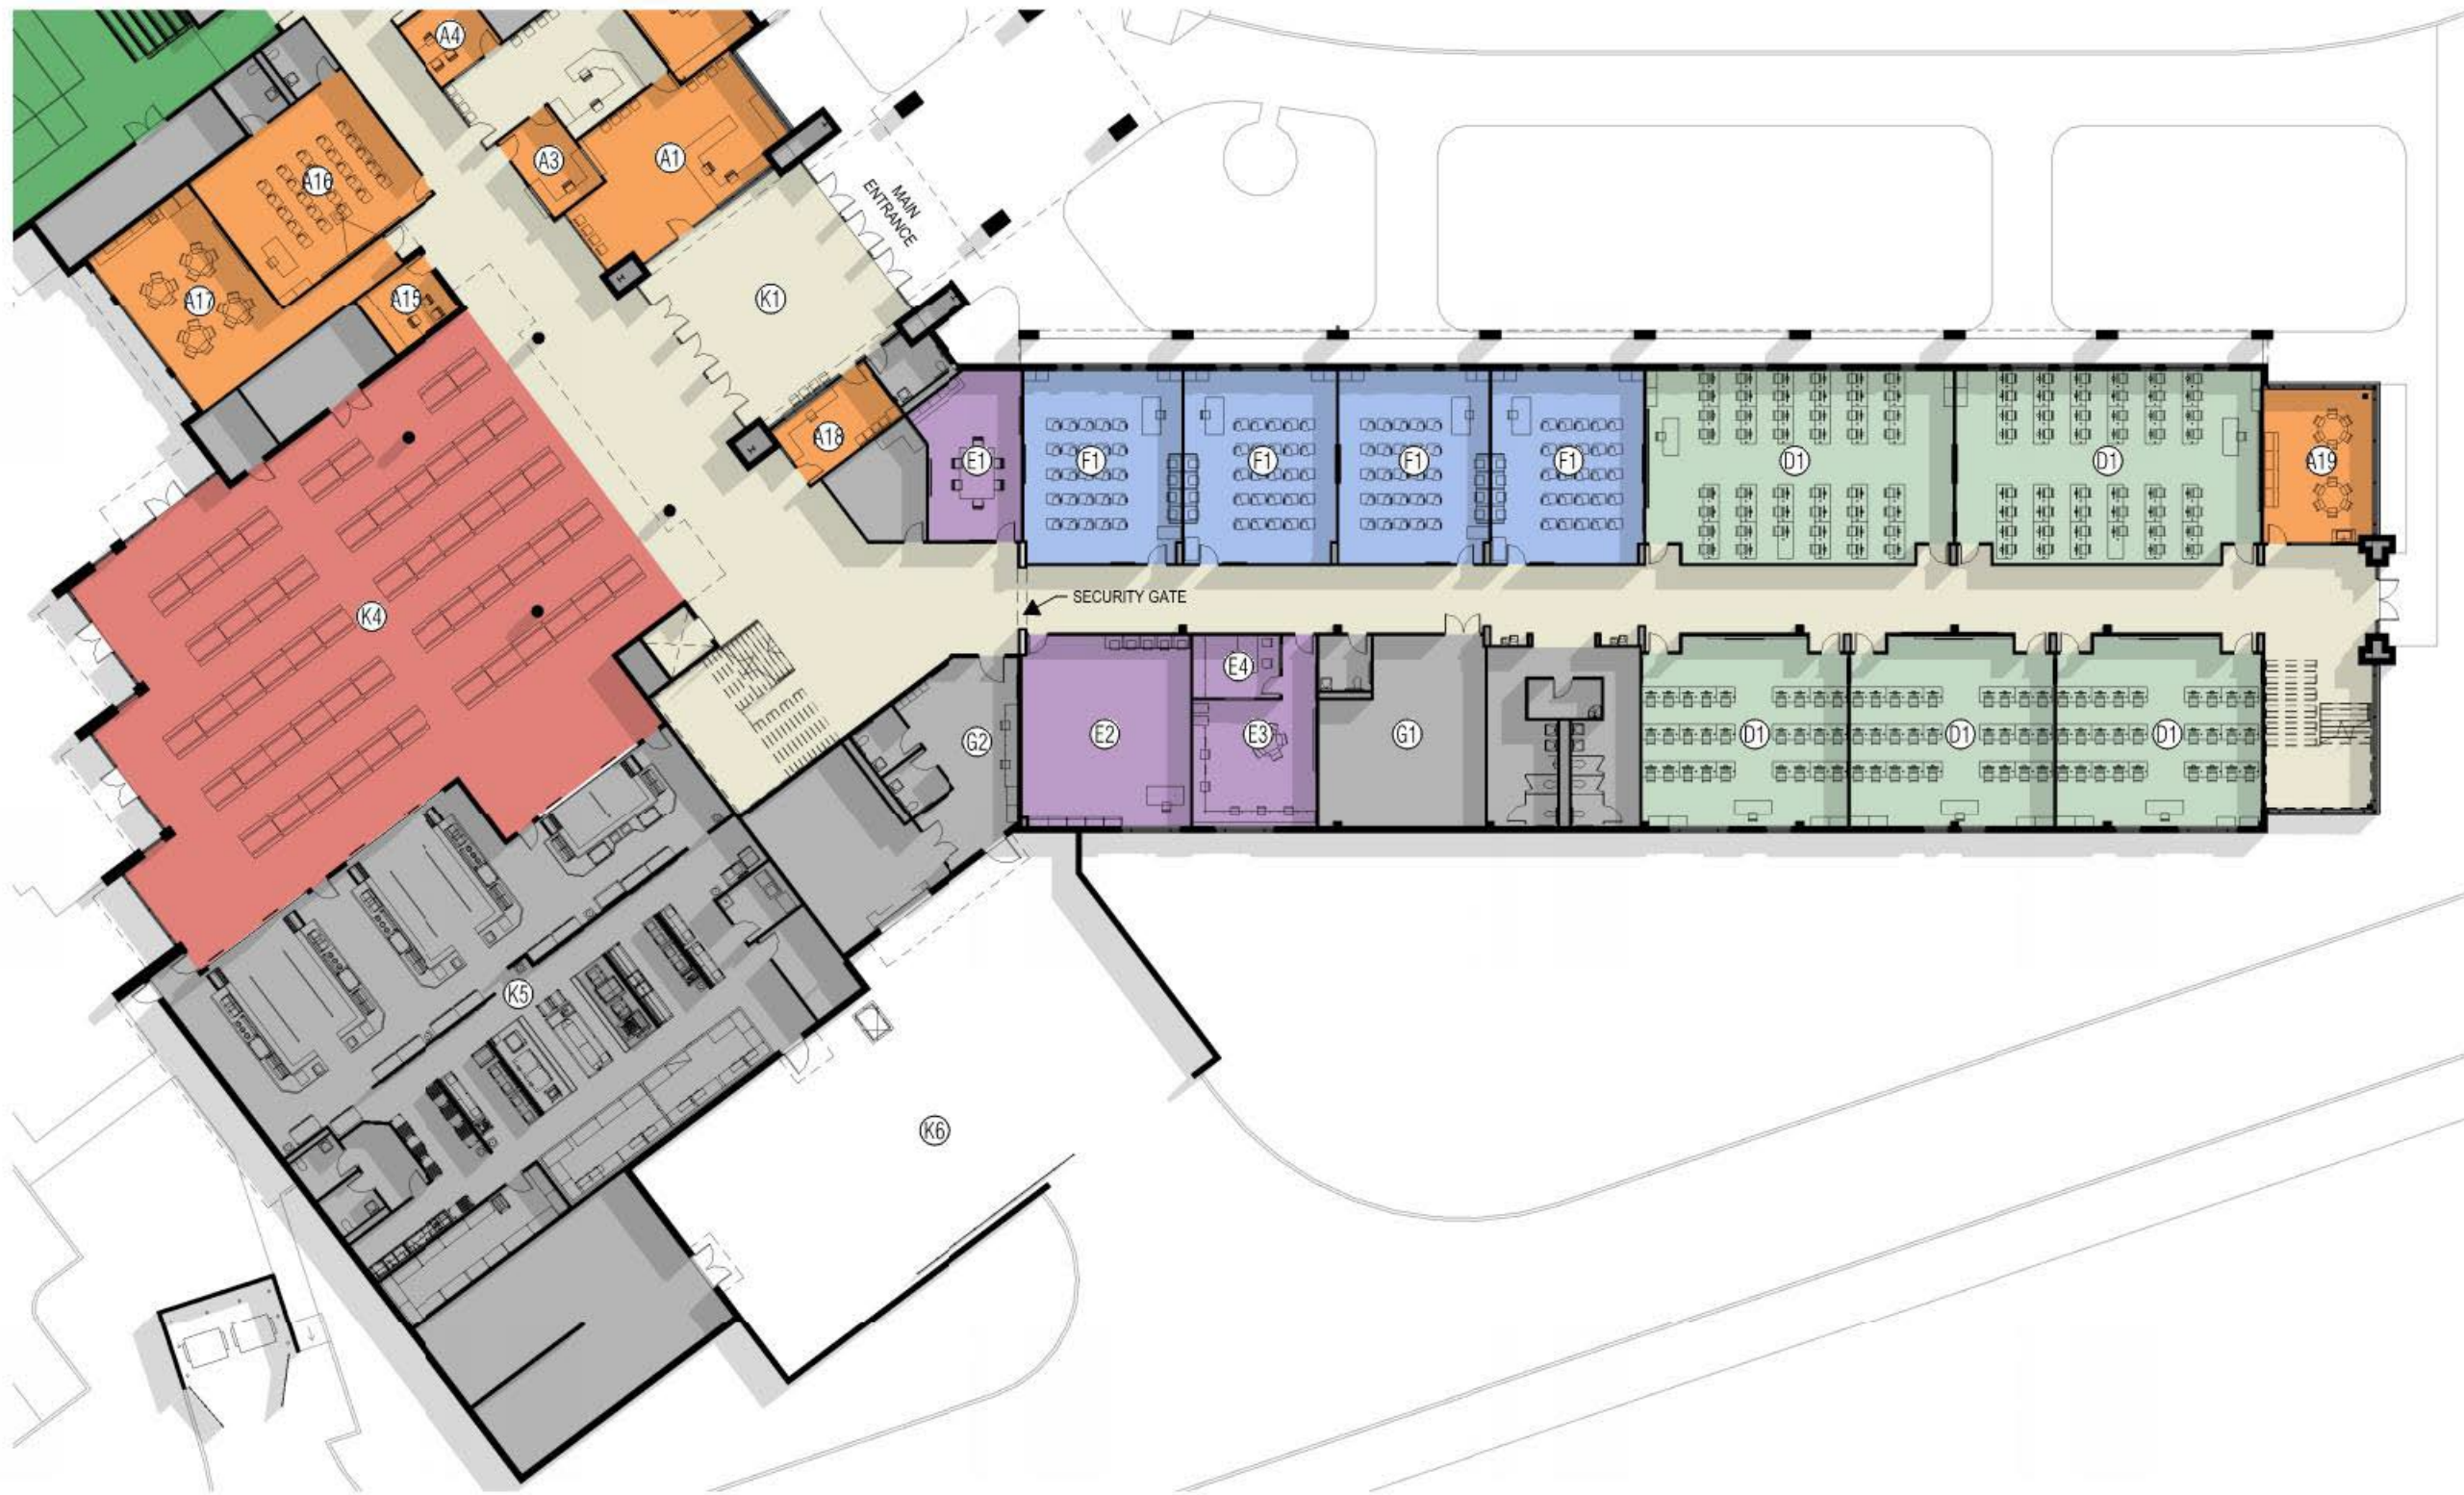 A4
A3
A1
A16
MAIN
ENTRANCE
A17
A15
K1
A18
E1
F1
F1
F1
F1
D1
D1
A19
SECURITY GATE
K4
E4
G2
E2
E3
G1
D1
D1
D1
K5
K6